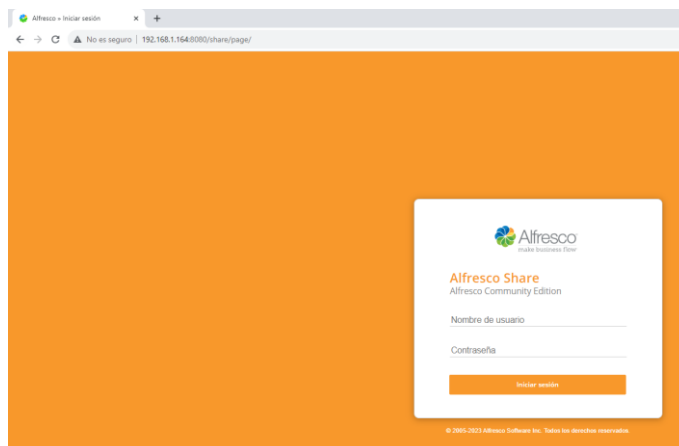 Alfresco » Iniciar sesión
No es seguro | 192.168.1.164:8080/share/page/
Alfresco
make business flow
Alfresco Share
Alfresco Community Edition
Nombre de usuario
Contraseña
Iniciar sesión
© 2005-2023 Alfresco Software Inc. Todos los derechos reservados.